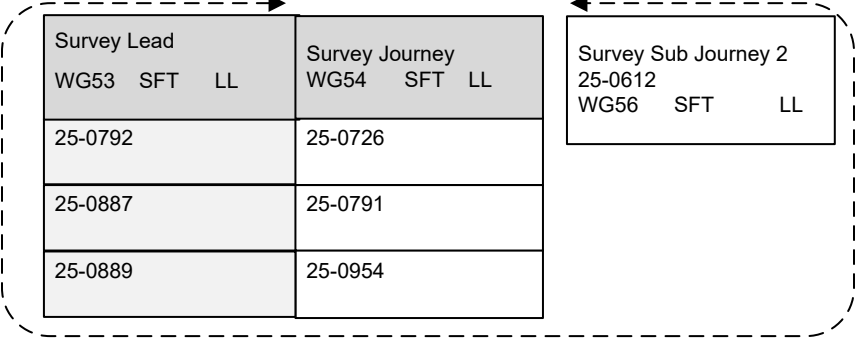 Survey Lead
WG53 SFT LL
Survey Journey
WG54 SFT LL
25-0792
25-0726
25-0887
25-0791
25-0889
25-0954
Survey Sub Journey 2
25-0612
WG56 SFT LL